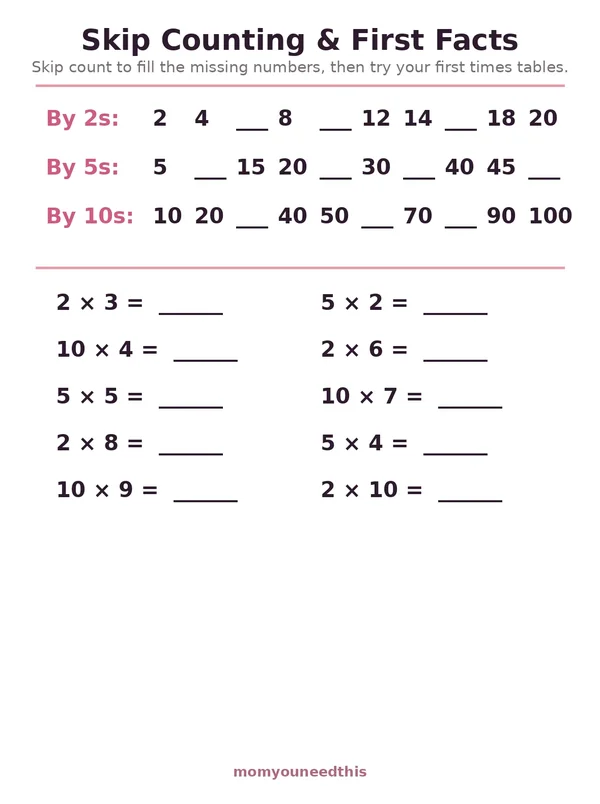 Skip Counting & First Facts
Skip count to fill the missing numbers, then try your first times tables.
By 2s: 2 4 ___ 8 ___ 12 14 ___ 18 20
By 5s: 5 ___ 15 20 ___ 30 ___ 40 45 ___
By 10s: 10 20 ___ 40 50 ___ 70 ___ 90 100
2 × 3 = ______ 5 × 2 = ______
10 × 4 = ______ 2 × 6 = ______
5 × 5 = ______ 10 × 7 = ______
2 × 8 = ______ 5 × 4 = ______
10 × 9 = ______ 2 × 10 = ______
momyouneedthis